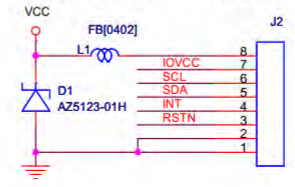 VCC
FB[0402]
J2
L1
8
IOVCC 7
SCL 6
D1
SDA 5
AZ5123-01H
INT 4
RSTN 3
2
1